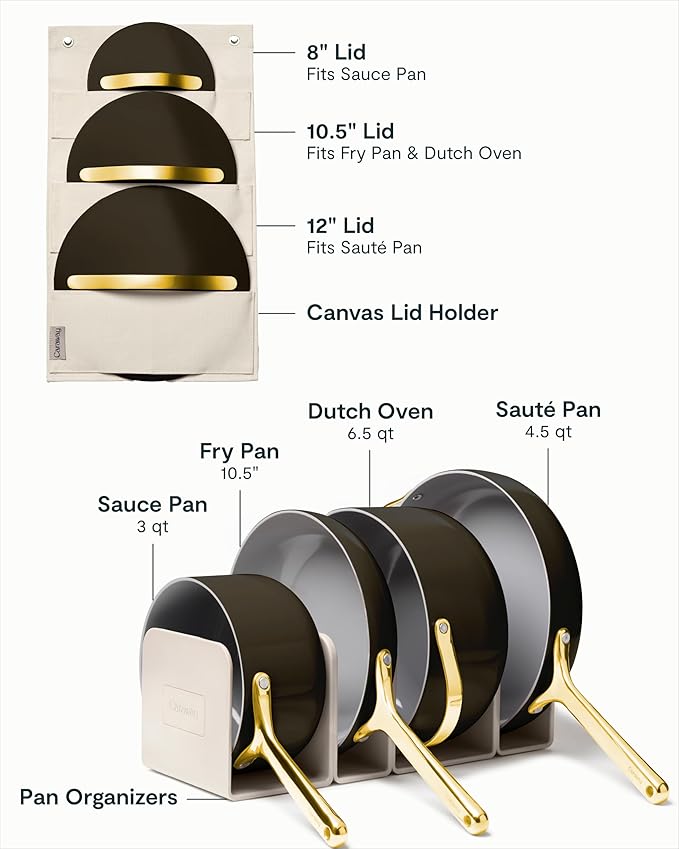 8" Lid
Fits Sauce Pan
10.5" Lid
Fits Fry Pan & Dutch Oven
12" Lid
Fits Sauté Pan
Canvas Lid Holder
Caraway
Dutch Oven
6.5 qt
Sauté Pan
4.5 qt
Fry Pan
10.5"
Sauce Pan
3 qt
Caraway
Pan Organizers